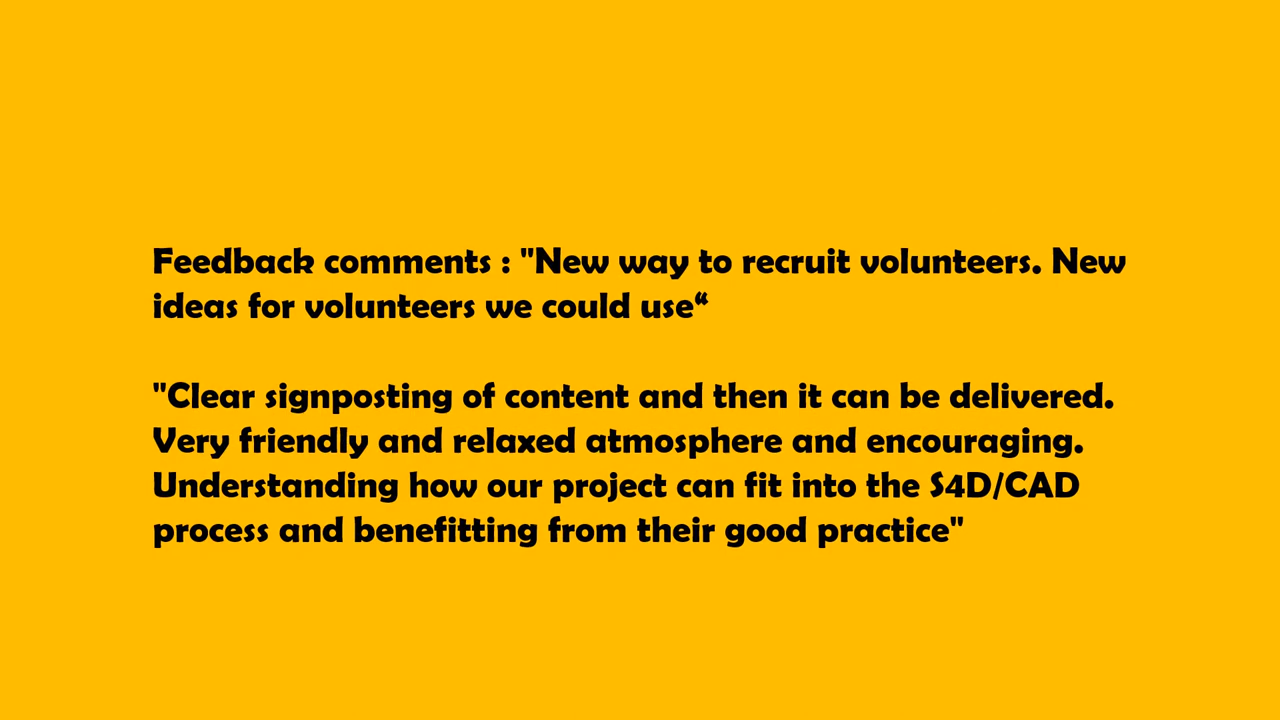 Feedback comments : "New way to recruit volunteers. New
ideas for volunteers we could use“
"Clear signposting of content and then it can be delivered.
Very friendly and relaxed atmosphere and encouraging.
Understanding how our project can fit into the S4D/CAD
process and benefitting from their good practice"